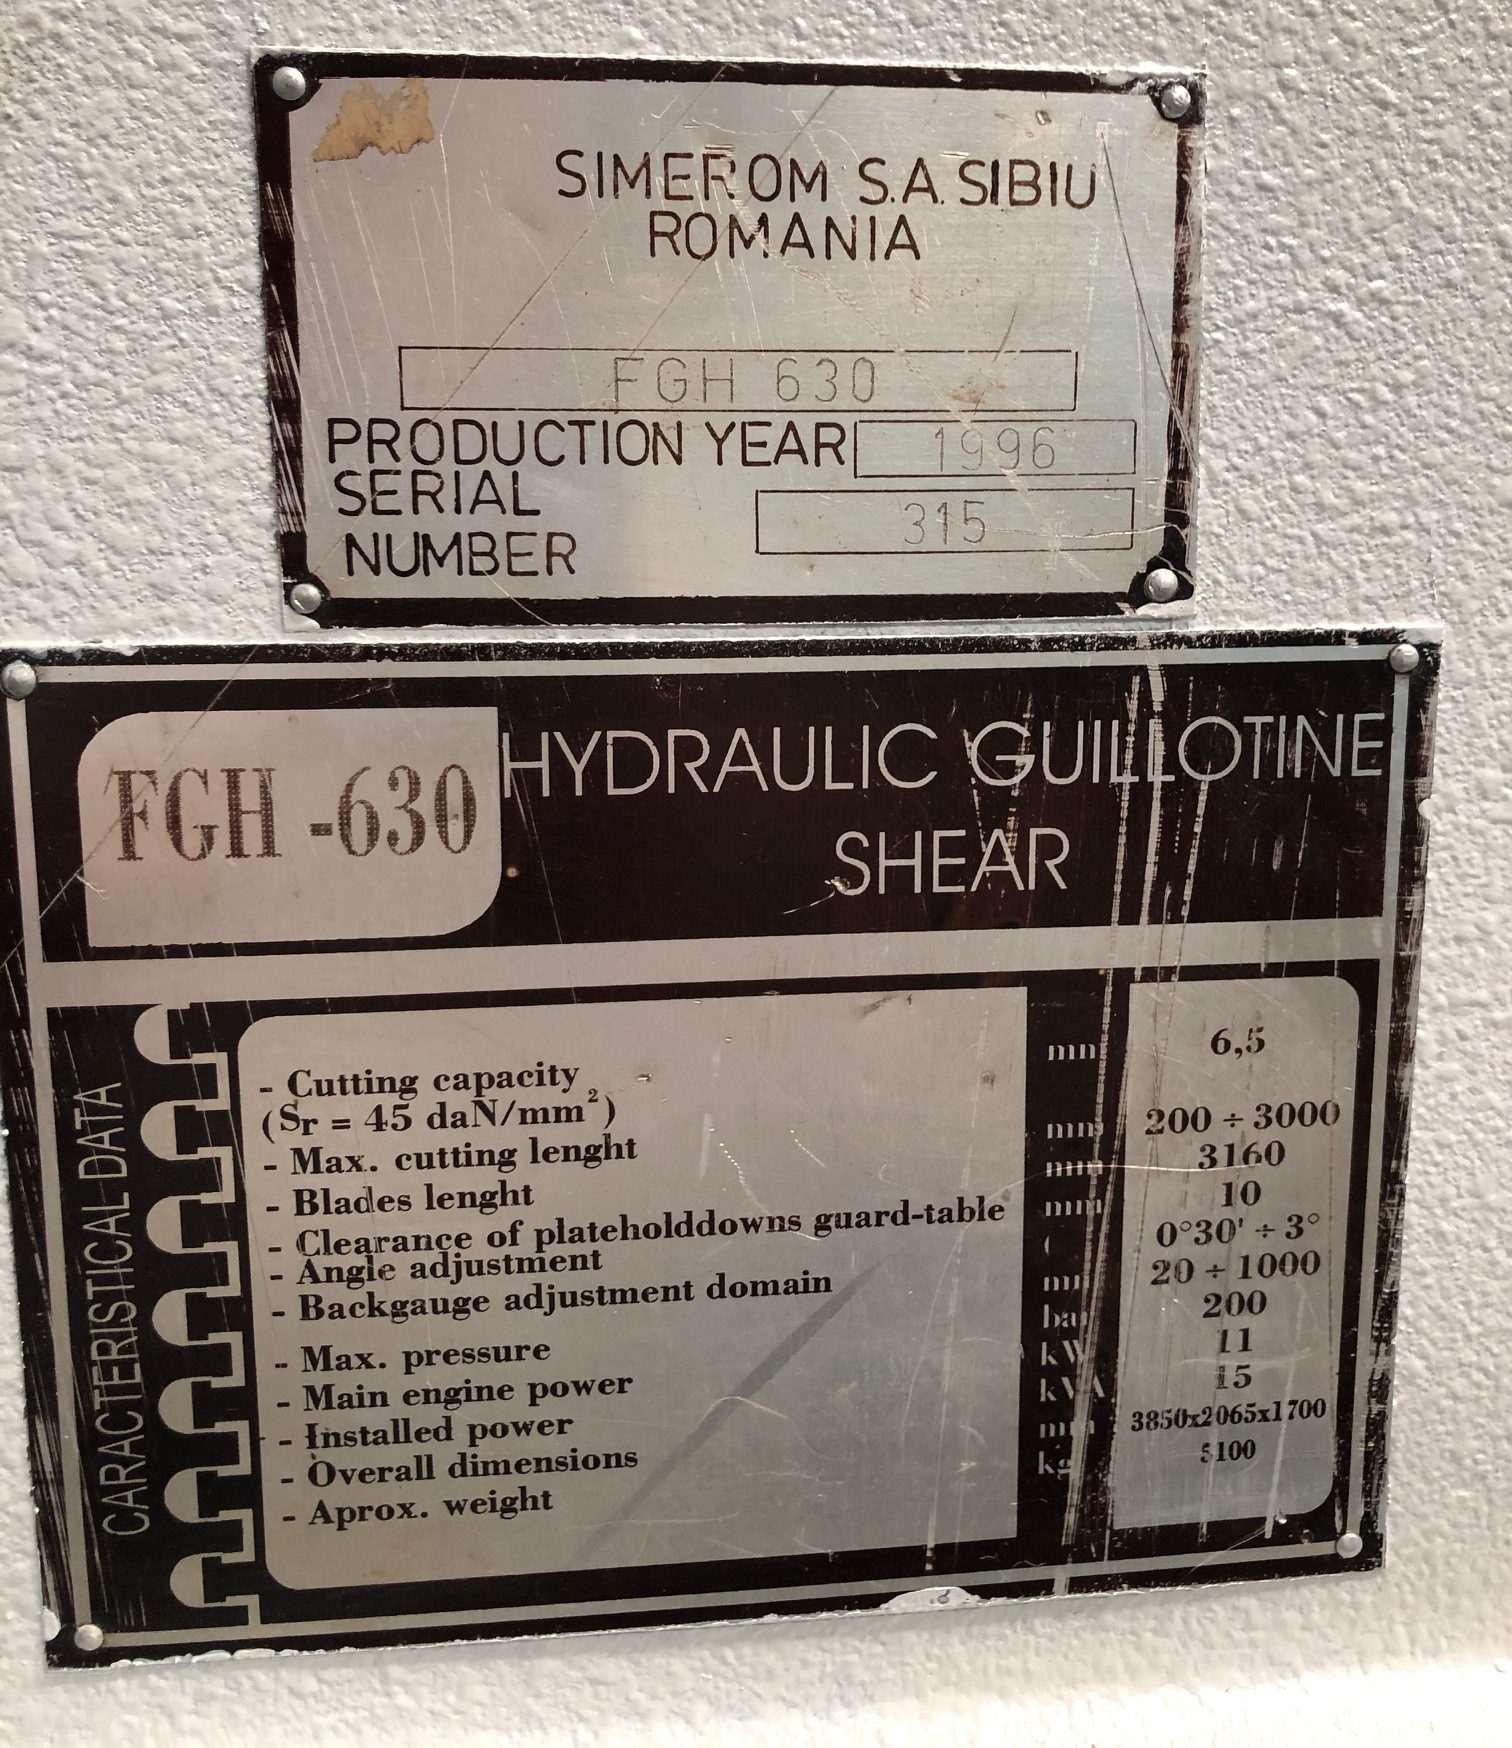 SIMEROM S.A. SIBIU
ROMANIA
FGH 630
PRODUCTION YEAR 1996
SERIAL 315
NUMBER
FGH -630
HYDRAULIC GUILLOTINE
SHEAR
CARACTERISTICAL DATA
- Cutting capacity mm 6,5
(Sr = 45 daN/mm²)
- Max. cutting lenght mm 200 ÷ 3000
- Blades lenght mm 3160
- Clearance of plateholddowns guard-table mm 10
- Angle adjustment 0°30' ÷ 3°
- Backgauge adjustment domain mm 20 ÷ 1000
- Max. pressure bar 200
- Main engine power kW 11
- Installed power kVA 15
- Overall dimensions mm 3850x2065x1700
- Aprox. weight kg 5100